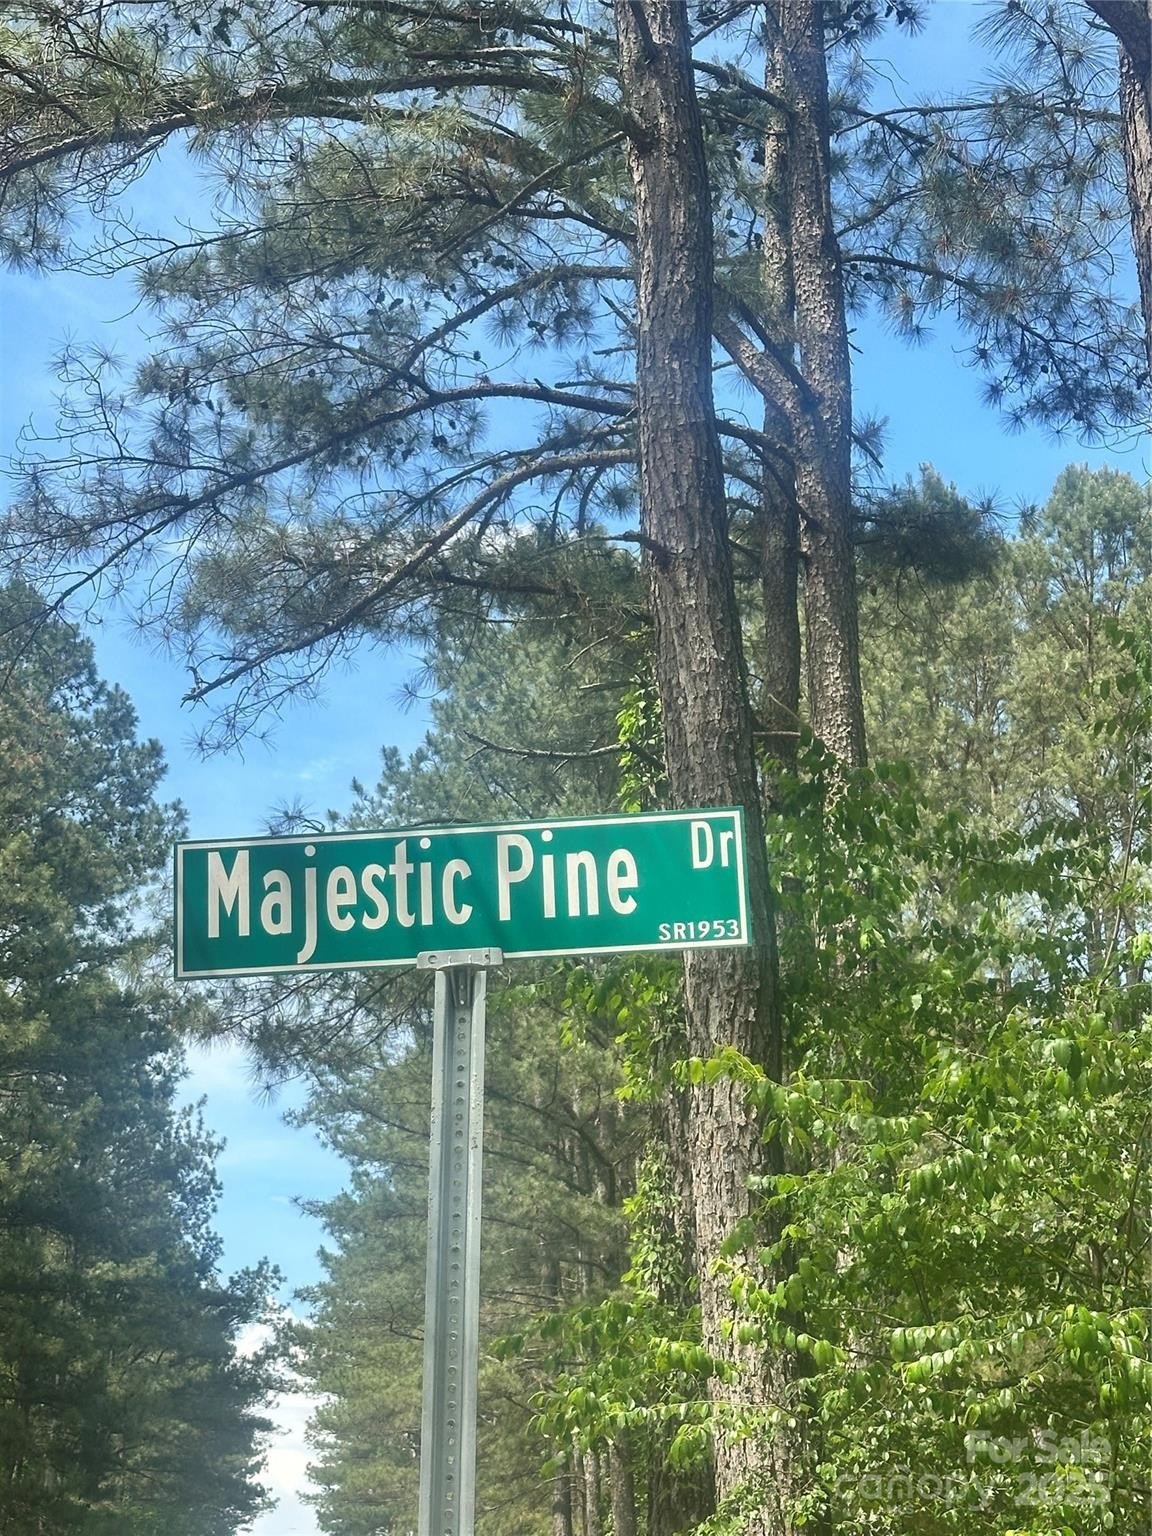 Majestic Pine Dr
SR1953
For Sale
canopy 2025